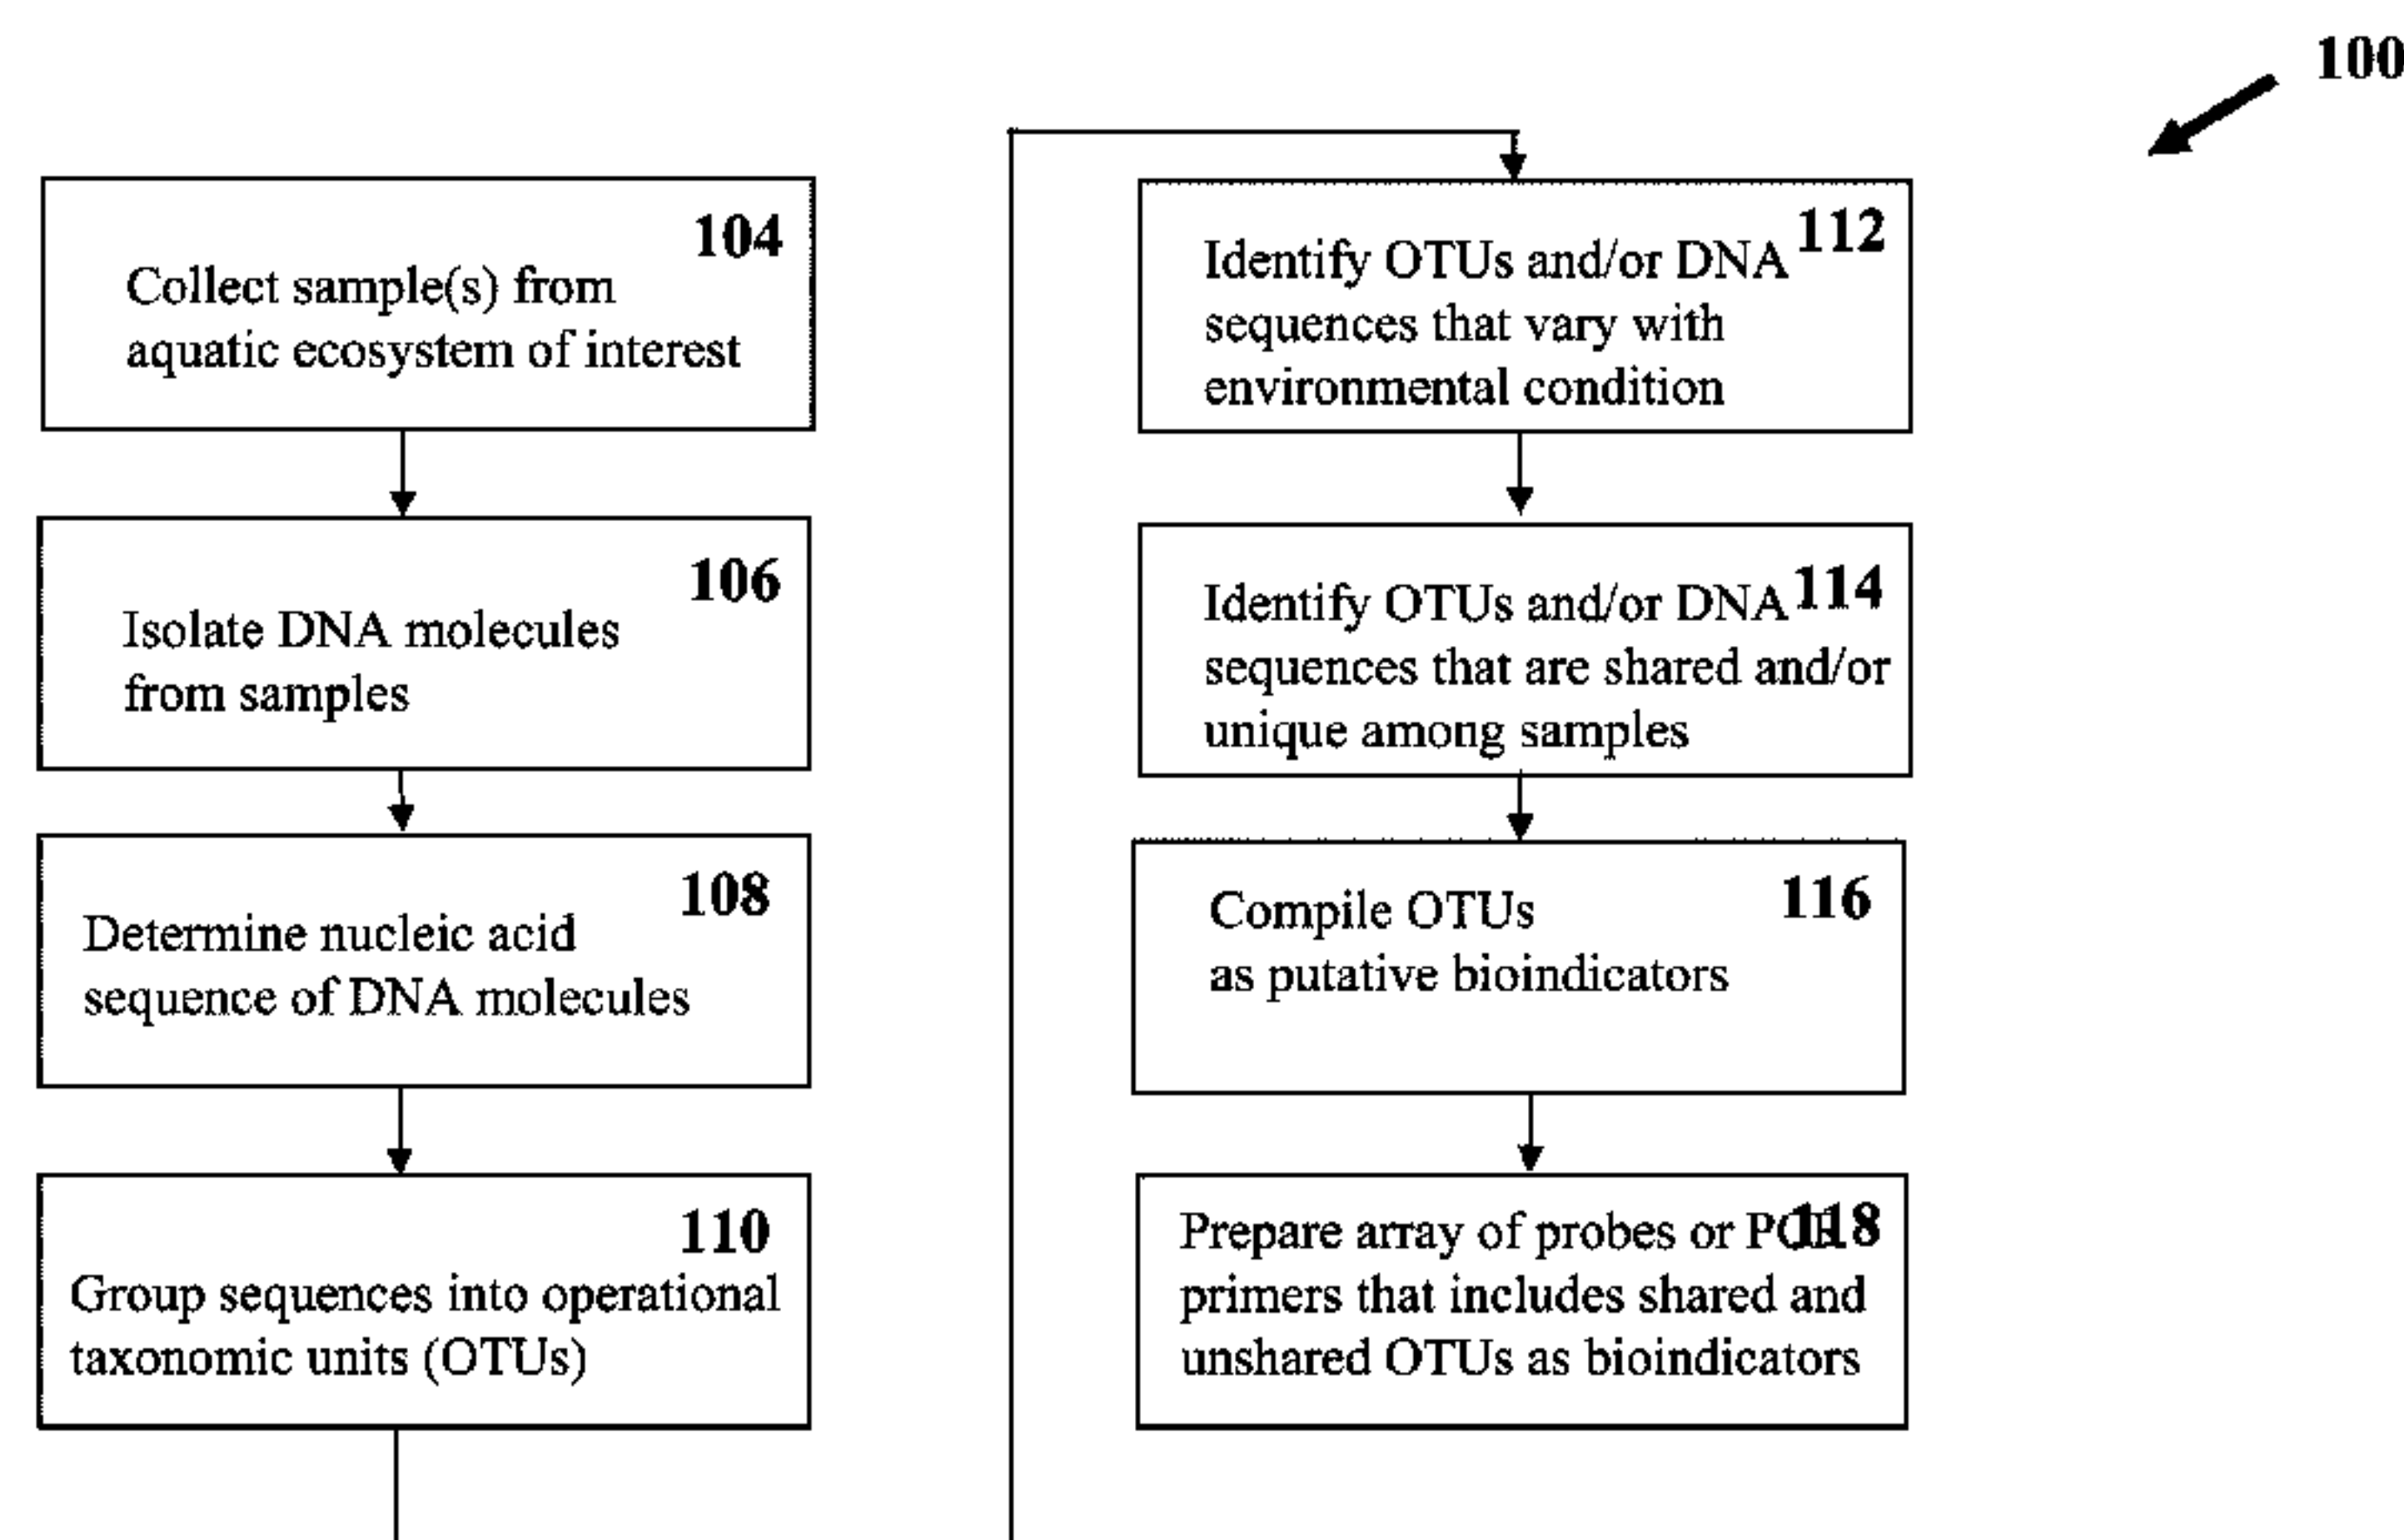 100
104
Collect sample(s) from
aquatic ecosystem of interest
106
Isolate DNA molecules
from samples
108
Determine nucleic acid
sequence of DNA molecules
110
Group sequences into operational
taxonomic units (OTUs)
112
Identify OTUs and/or DNA
sequences that vary with
environmental condition
114
Identify OTUs and/or DNA
sequences that are shared and/or
unique among samples
116
Compile OTUs
as putative bioindicators
118
Prepare array of probes or PCR
primers that includes shared and
unshared OTUs as bioindicators